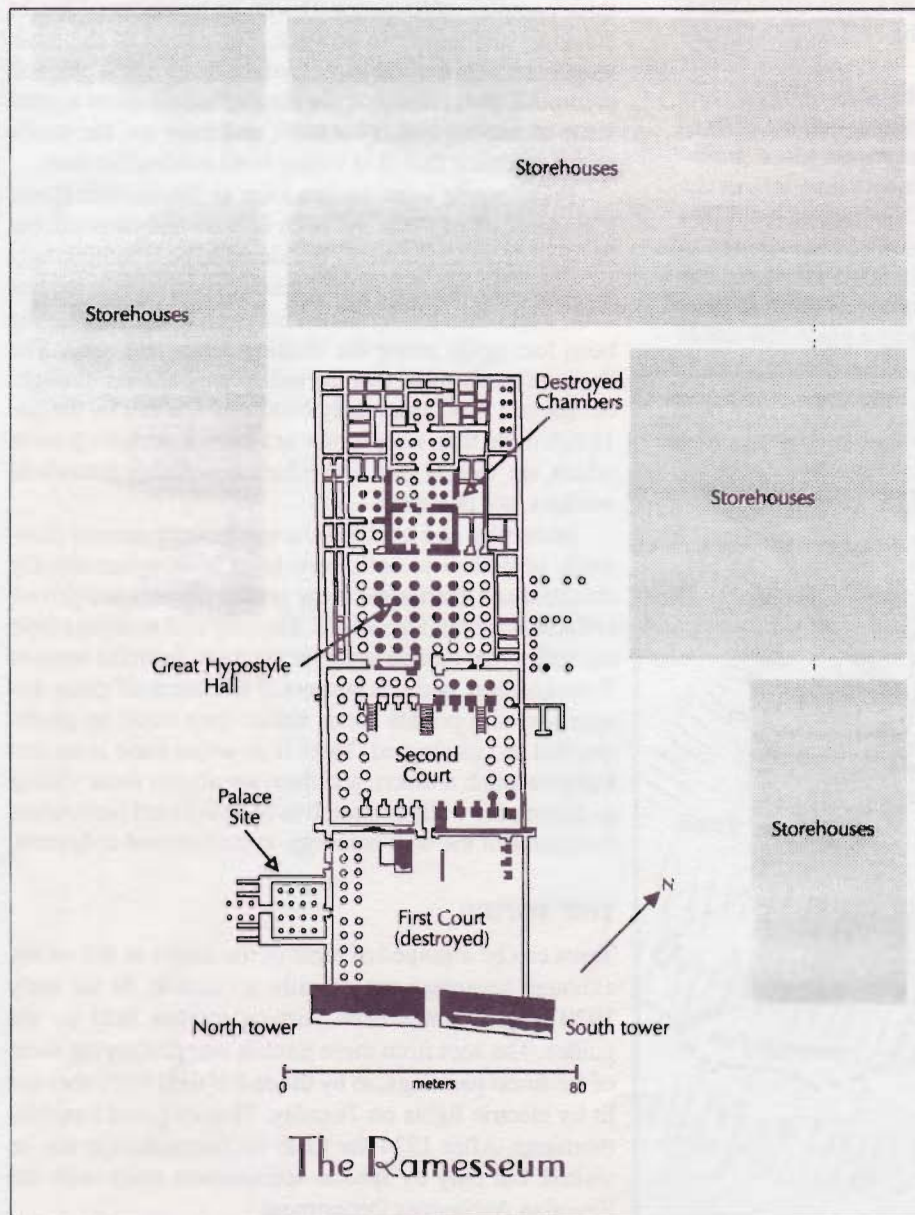 Storehouses
Storehouses
Destroyed
Chambers
Storehouses
Great Hypostyle
Hall
Second
Court
Palace
Site
Storehouses
N
First Court
(destroyed)
North tower
South tower
0
meters
80
The Ramesseum